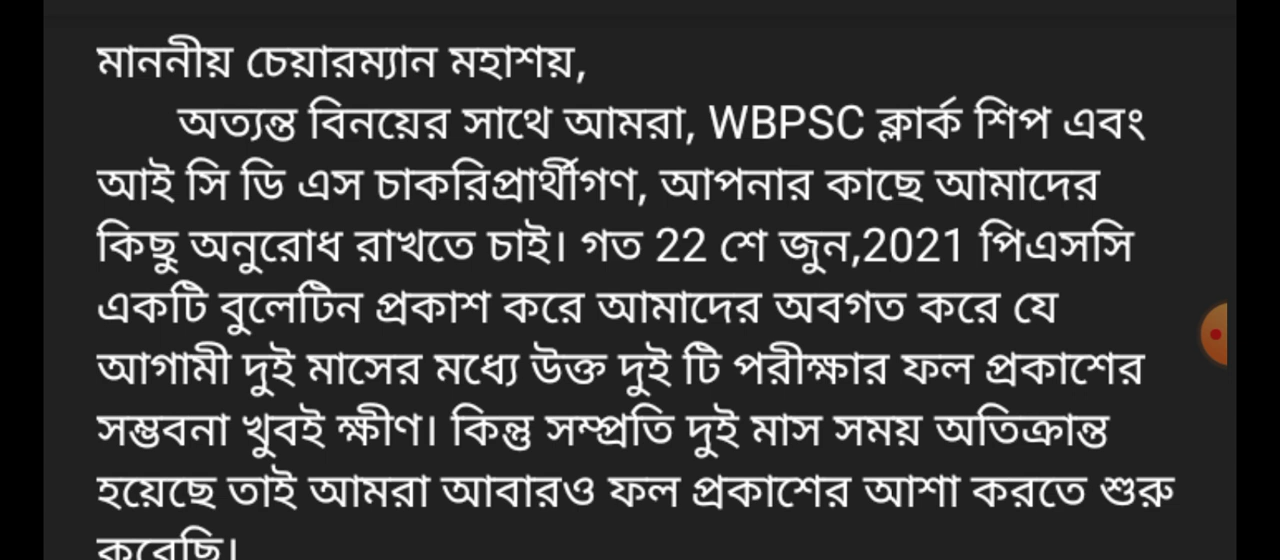 মাননীয় চেয়ারম্যান মহাশয়,
অত্যন্ত বিনয়ের সাথে আমরা, WBPSC ক্লার্ক শিপ এবং
আই সি ডি এস চাকরিপ্রার্থীগণ, আপনার কাছে আমাদের
কিছু অনুরোধ রাখতে চাই। গত 22 শে জুন,2021 পিএসসি
একটি বুলেটিন প্রকাশ করে আমাদের অবগত করে যে
আগামী দুই মাসের মধ্যে উক্ত দুই টি পরীক্ষার ফল প্রকাশের
সম্ভবনা খুবই ক্ষীণ। কিন্তু সম্প্রতি দুই মাস সময় অতিক্রান্ত
হয়েছে তাই আমরা আবারও ফল প্রকাশের আশা করতে শুরু
করেছি।